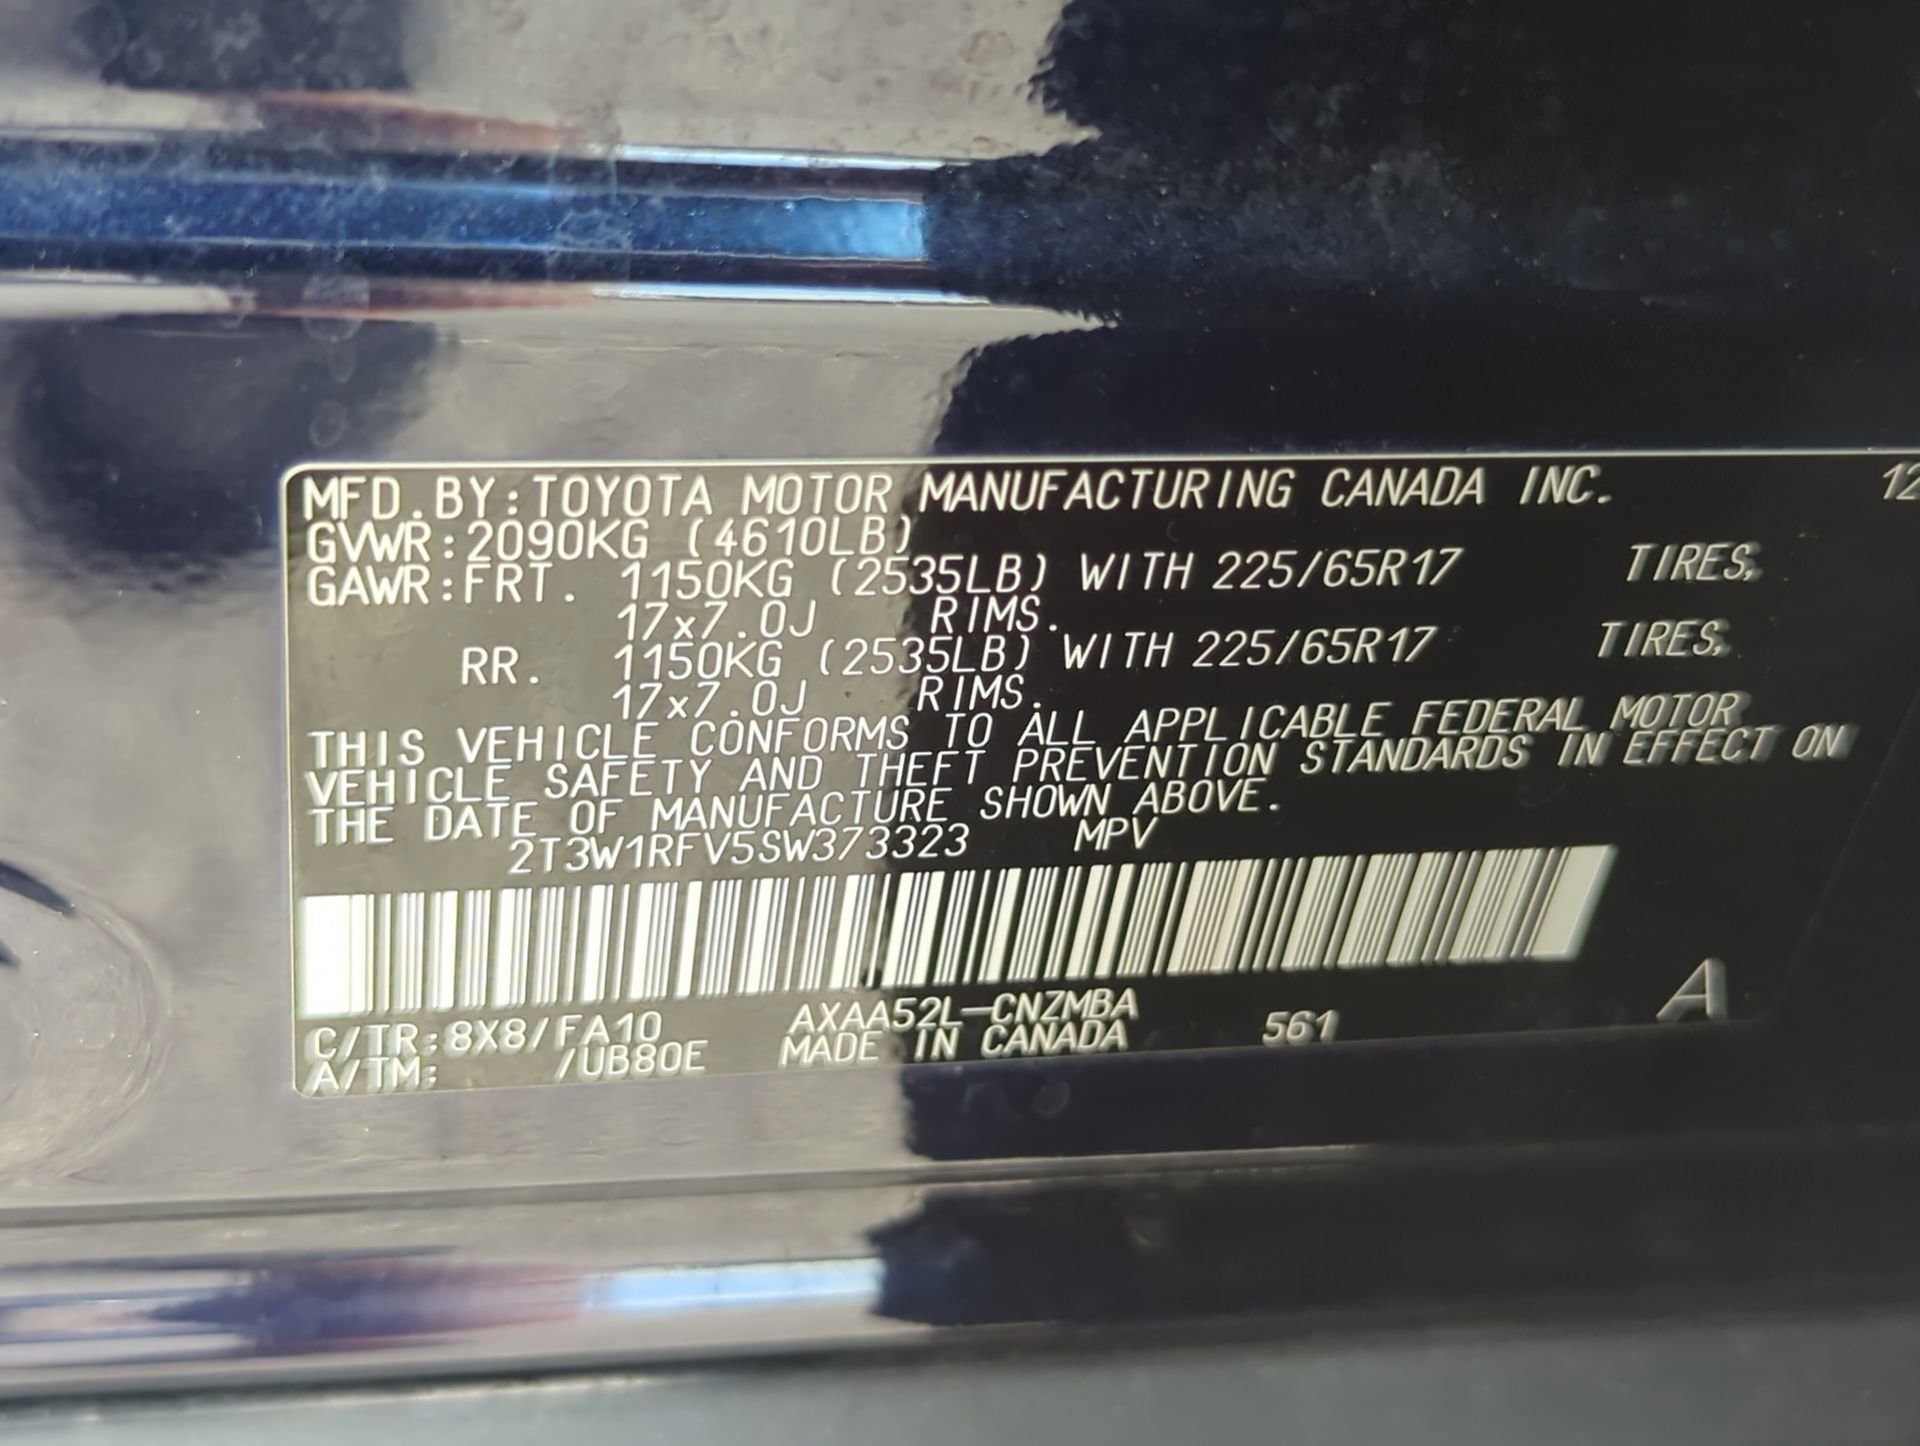 MFD.BY:TOYOTA MOTOR MANUFACTURING CANADA INC. 12
GVWR:2090KG (4610LB)
GAWR:FRT. 1150KG (2535LB) WITH 225/65R17 TIRES,
17x7.0J RIMS.
RR. 1150KG (2535LB) WITH 225/65R17 TIRES,
17x7.0J RIMS.
THIS VEHICLE CONFORMS TO ALL APPLICABLE FEDERAL MOTOR
VEHICLE SAFETY AND THEFT PREVENTION STANDARDS IN EFFECT ON
THE DATE OF MANUFACTURE SHOWN ABOVE.
2T3W1RFV5SW373323 MPV
C/TR:8X8/FA10 AXAA52L-CNZMBA 561 A
A/TM: /UB80E MADE IN CANADA